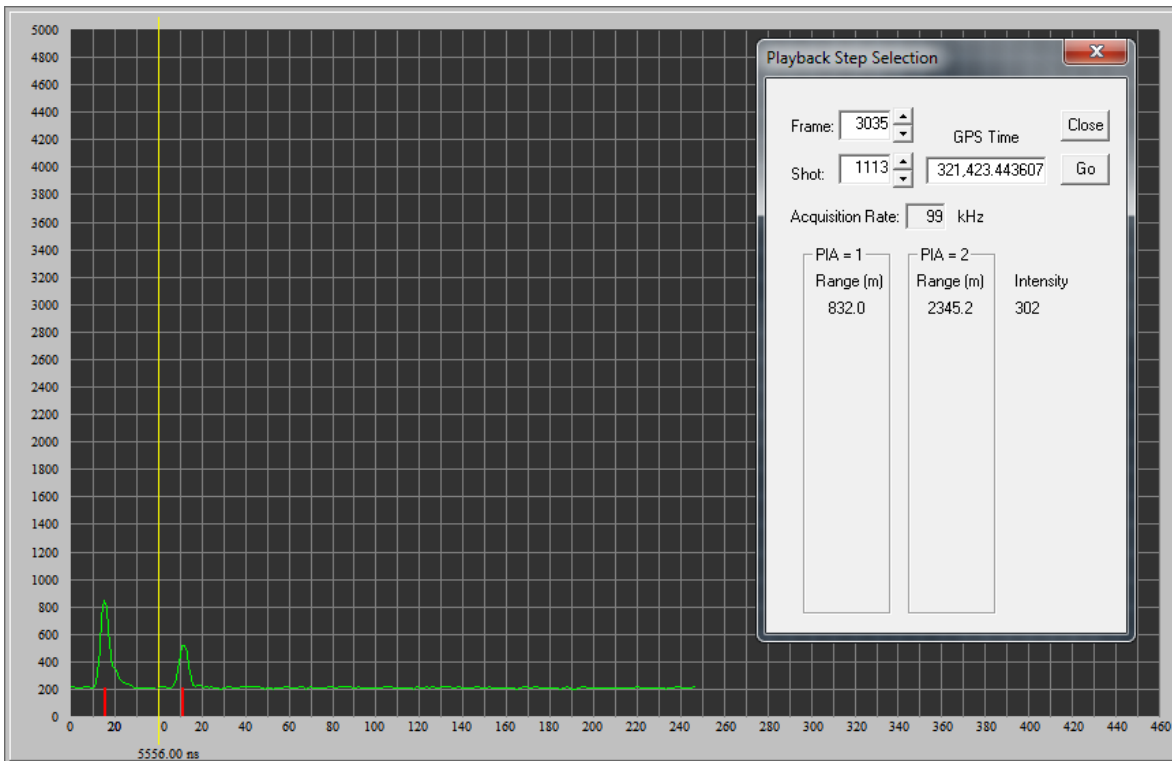 5000
4800
4600
4400
4200
4000
3800
3600
3400
3200
3000
2800
2600
2400
2200
2000
1800
1600
1400
1200
1000
800
600
400
200
0
0 20 0 20 40 60 80 100 120 140 160 180 200 220 240 260 280 300 320 340 360 380 400 420 440 460
5556.00 ns
Playback Step Selection
Frame: 3035
Close
GPS Time
Shot: 1113 321,423.443607 Go
Acquisition Rate: 99 kHz
PIA = 1 PIA = 2
Range (m) Range (m) Intensity
832.0 2345.2 302